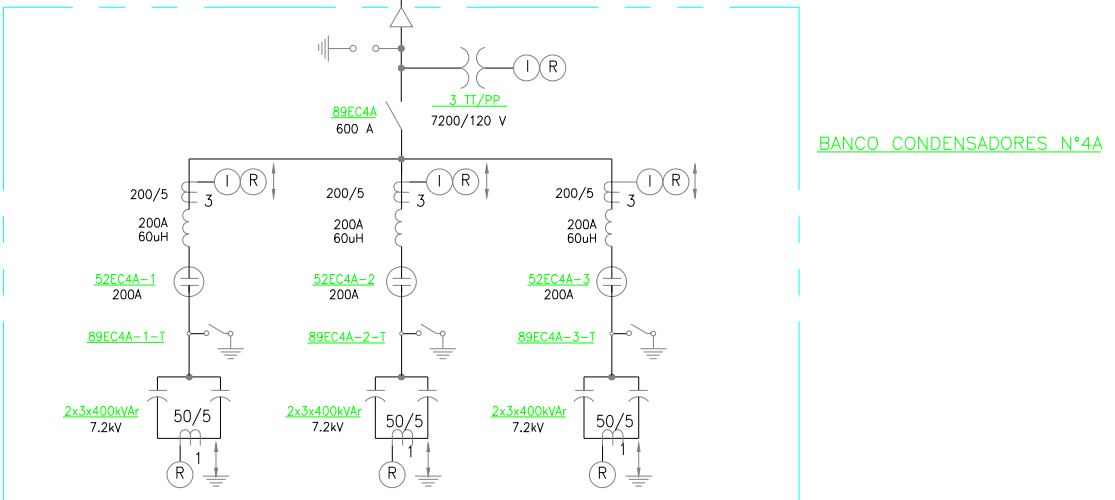 I R
3 TT/PP
7200/120 V
89EC4A
600 A
BANCO CONDENSADORES N°4A
200/5 I R 3
200A
60uH
200/5 I R 3
200A
60uH
200/5 I R 3
200A
60uH
52EC4A-1
200A
52EC4A-2
200A
52EC4A-3
200A
89EC4A-1-T
89EC4A-2-T
89EC4A-3-T
2x3x400kVAr
7.2kV
50/5
1
R
2x3x400kVAr
7.2kV
50/5
1
R
2x3x400kVAr
7.2kV
50/5
1
R